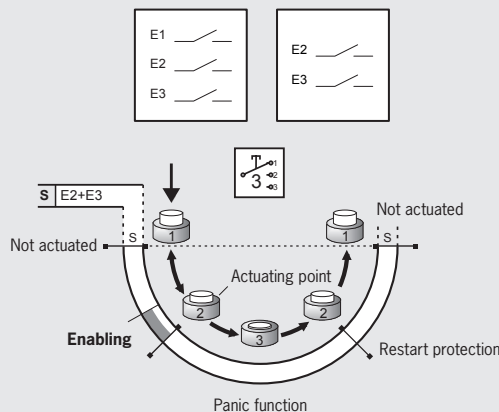 E1
E2
E3
E2
E3
1
2
3
3
S E2+E3
Not actuated
S
1
1
S
Not actuated
Actuating point
2
2
3
Enabling
Restart protection
Panic function